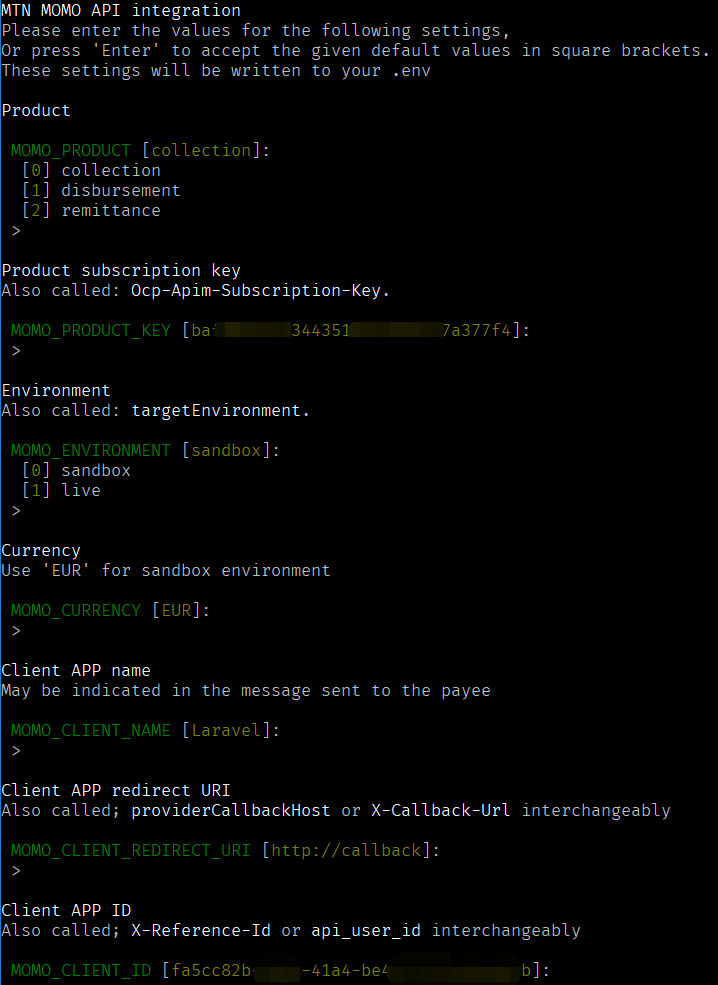 MTN MOMO API integration
Please enter the values for the following settings,
Or press 'Enter' to accept the given default values in square brackets.
These settings will be written to your .env
Product
MOMO_PRODUCT [collection]:
[0] collection
[1] disbursement
[2] remittance
>
Product subscription key
Also called: Ocp-Apim-Subscription-Key.
MOMO_PRODUCT_KEY [ba 344351 7a377f4]:
>
Environment
Also called: targetEnvironment.
MOMO_ENVIRONMENT [sandbox]:
[0] sandbox
[1] live
>
Currency
Use 'EUR' for sandbox environment
MOMO_CURRENCY [EUR]:
>
Client APP name
May be indicated in the message sent to the payee
MOMO_CLIENT_NAME [Laravel]:
>
Client APP redirect URI
Also called; providerCallbackHost or X-Callback-Url interchangeably
MOMO_CLIENT_REDIRECT_URI [http://callback]:
>
Client APP ID
Also called; X-Reference-Id or api_user_id interchangeably
MOMO_CLIENT_ID [fa5cc82b- -41a4-be4 b]: